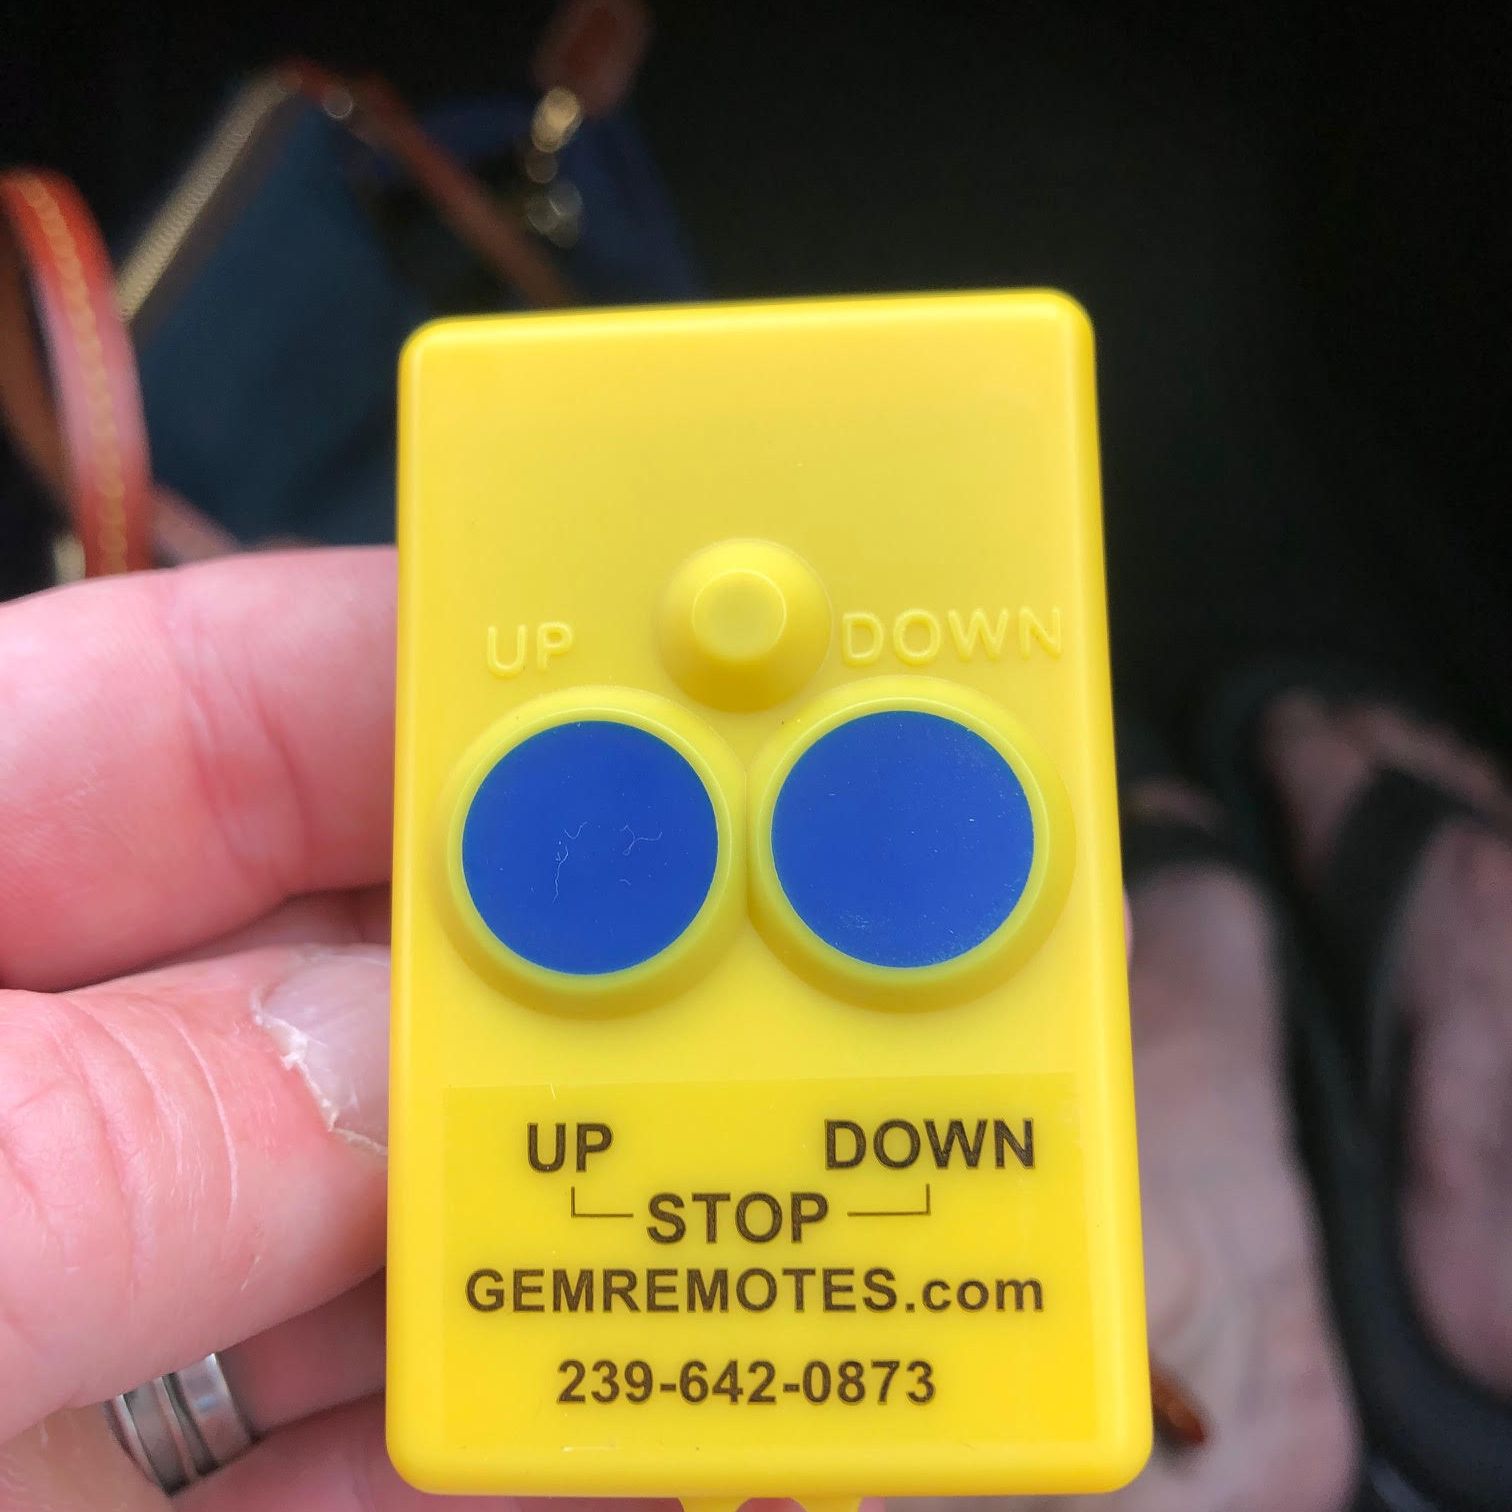 UP DOWN
UP DOWN
STOP
GEMREMOTES.com
239-642-0873